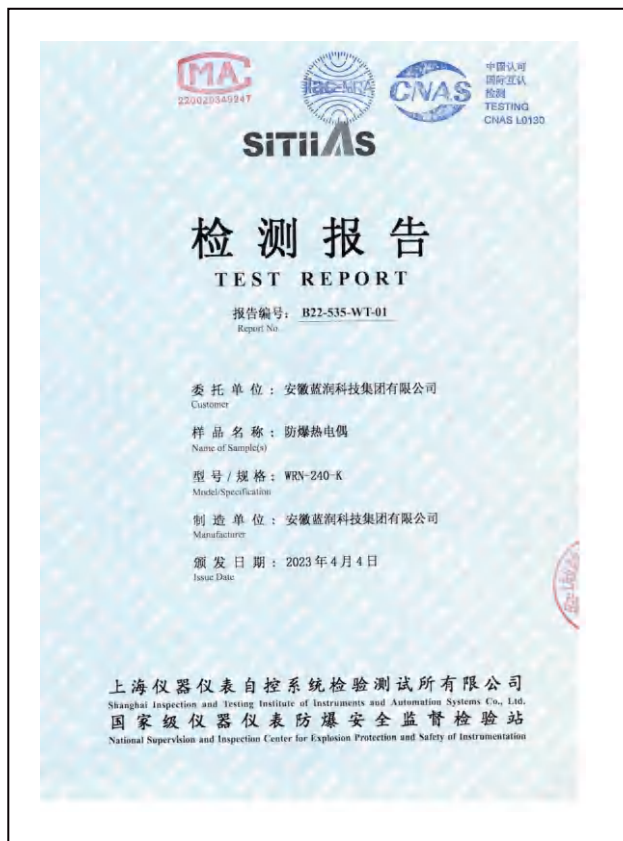 MA
220020349247
ilac-MRA
CNAS
中国认可
国际互认
检测
TESTING
CNAS L0130
SiTiiAS
检测报告
TEST REPORT
报告编号: B22-535-WT-01
Report No.
委托单位: 安徽蓝润科技集团有限公司
Customer
样品名称: 防爆热电偶
Name of Sample(s)
型号/规格: WRN-240-K
Model/Specification
制造单位: 安徽蓝润科技集团有限公司
Manufacturer
颁发日期: 2023年4月4日
Issue Date
上海仪器仪表自控系统检验测试所有限公司
Shanghai Inspection and Testing Institute of Instruments and Automation Systems Co., Ltd.
国家级仪器仪表防爆安全监督检验站
National Supervision and Inspection Center for Explosion Protection and Safety of Instrumentation